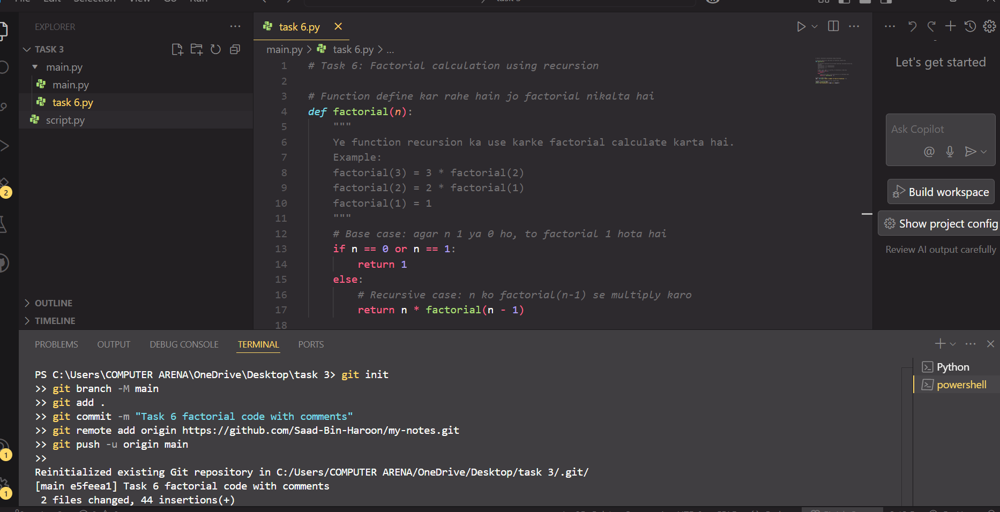 File Edit Selection View Go Run
EXPLORER
TASK 3
main.py
main.py
task 6.py
script.py
OUTLINE
TIMELINE
2
1
1
task 6.py
main.py > task 6.py > ...
1 # Task 6: Factorial calculation using recursion
2
3 # Function define kar rahe hain jo factorial nikalta hai
4 def factorial(n):
5 """
6 Ye function recursion ka use karke factorial calculate karta hai.
7 Example:
8 factorial(3) = 3 * factorial(2)
9 factorial(2) = 2 * factorial(1)
10 factorial(1) = 1
11 """
12 # Base case: agar n 1 ya 0 ho, to factorial 1 hota hai
13 if n == 0 or n == 1:
14 return 1
15 else:
16 # Recursive case: n ko factorial(n-1) se multiply karo
17 return n * factorial(n - 1)
18
Let's get started
Ask Copilot
Build workspace
Show project config
Review AI output carefully
PROBLEMS OUTPUT DEBUG CONSOLE TERMINAL PORTS
PS C:\Users\COMPUTER ARENA\OneDrive\Desktop\task 3> git init
>> git branch -M main
>> git add .
>> git commit -m "Task 6 factorial code with comments"
>> git remote add origin https://github.com/Saad-Bin-Haroon/my-notes.git
>> git push -u origin main
>>
Reinitialized existing Git repository in C:/Users/COMPUTER ARENA/OneDrive/Desktop/task 3/.git/
[main e5feea1] Task 6 factorial code with comments
2 files changed, 44 insertions(+)
Python
powershell